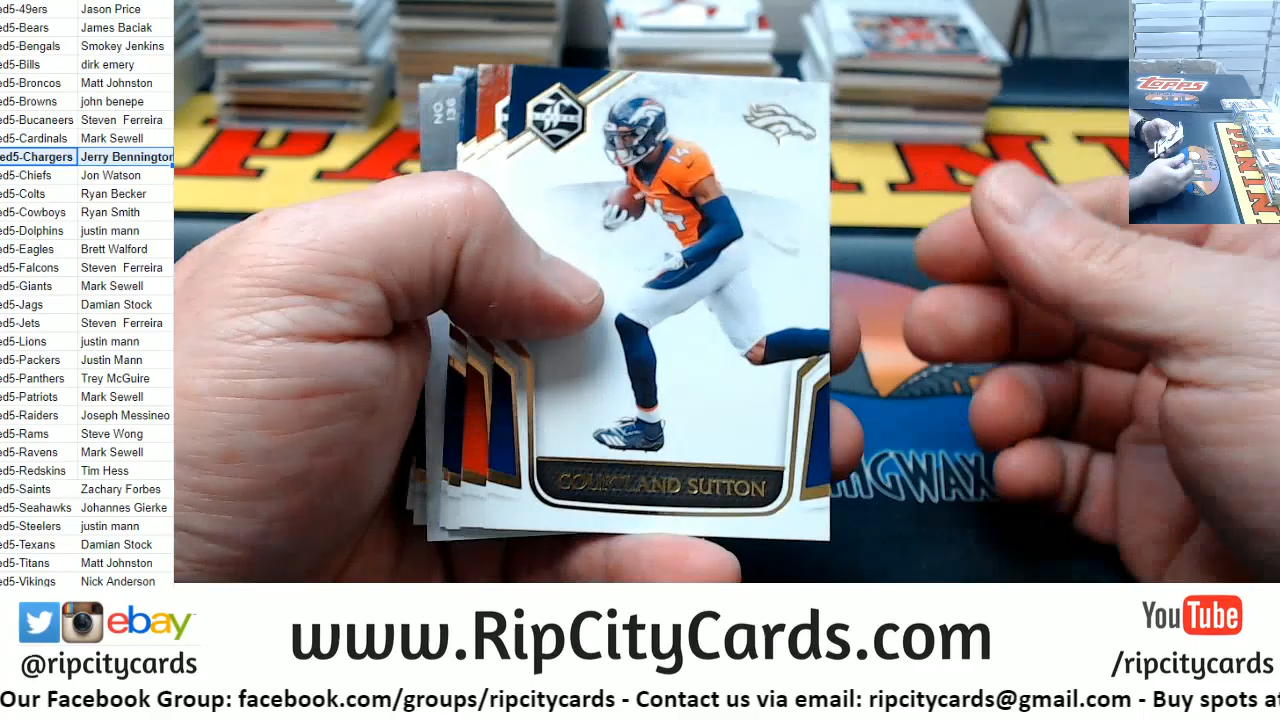 ed5-49ers Jason Price
ed5-Bears James Baciak
ed5-Bengals Smokey Jenkins
ed5-Bills dirk emery
ed5-Broncos Matt Johnston
ed5-Browns john benepe
ed5-Bucaneers Steven Ferreira
ed5-Cardinals Mark Sewell
ed5-Chargers Jerry Bennington
ed5-Chiefs Jon Watson
ed5-Colts Ryan Becker
ed5-Cowboys Ryan Smith
ed5-Dolphins justin mann
ed5-Eagles Brett Walford
ed5-Falcons Steven Ferreira
ed5-Giants Mark Sewell
ed5-Jags Damian Stock
ed5-Jets Steven Ferreira
ed5-Lions justin mann
ed5-Packers Justin Mann
ed5-Panthers Trey McGuire
ed5-Patriots Mark Sewell
ed5-Raiders Joseph Messineo
ed5-Rams Steve Wong
ed5-Ravens Mark Sewell
ed5-Redskins Tim Hess
ed5-Saints Zachary Forbes
ed5-Seahawks Johannes Gierke
ed5-Steelers justin mann
ed5-Texans Damian Stock
ed5-Titans Matt Johnston
ed5-Vikings Nick Anderson
NO. 136
14
COURTLAND SUTTON
INGWAX
Topps
PANINI
ebay
@ripcitycards
www.RipCityCards.com
YouTube
/ripcitycards
Our Facebook Group: facebook.com/groups/ripcitycards - Contact us via email: ripcitycards@gmail.com - Buy spots at